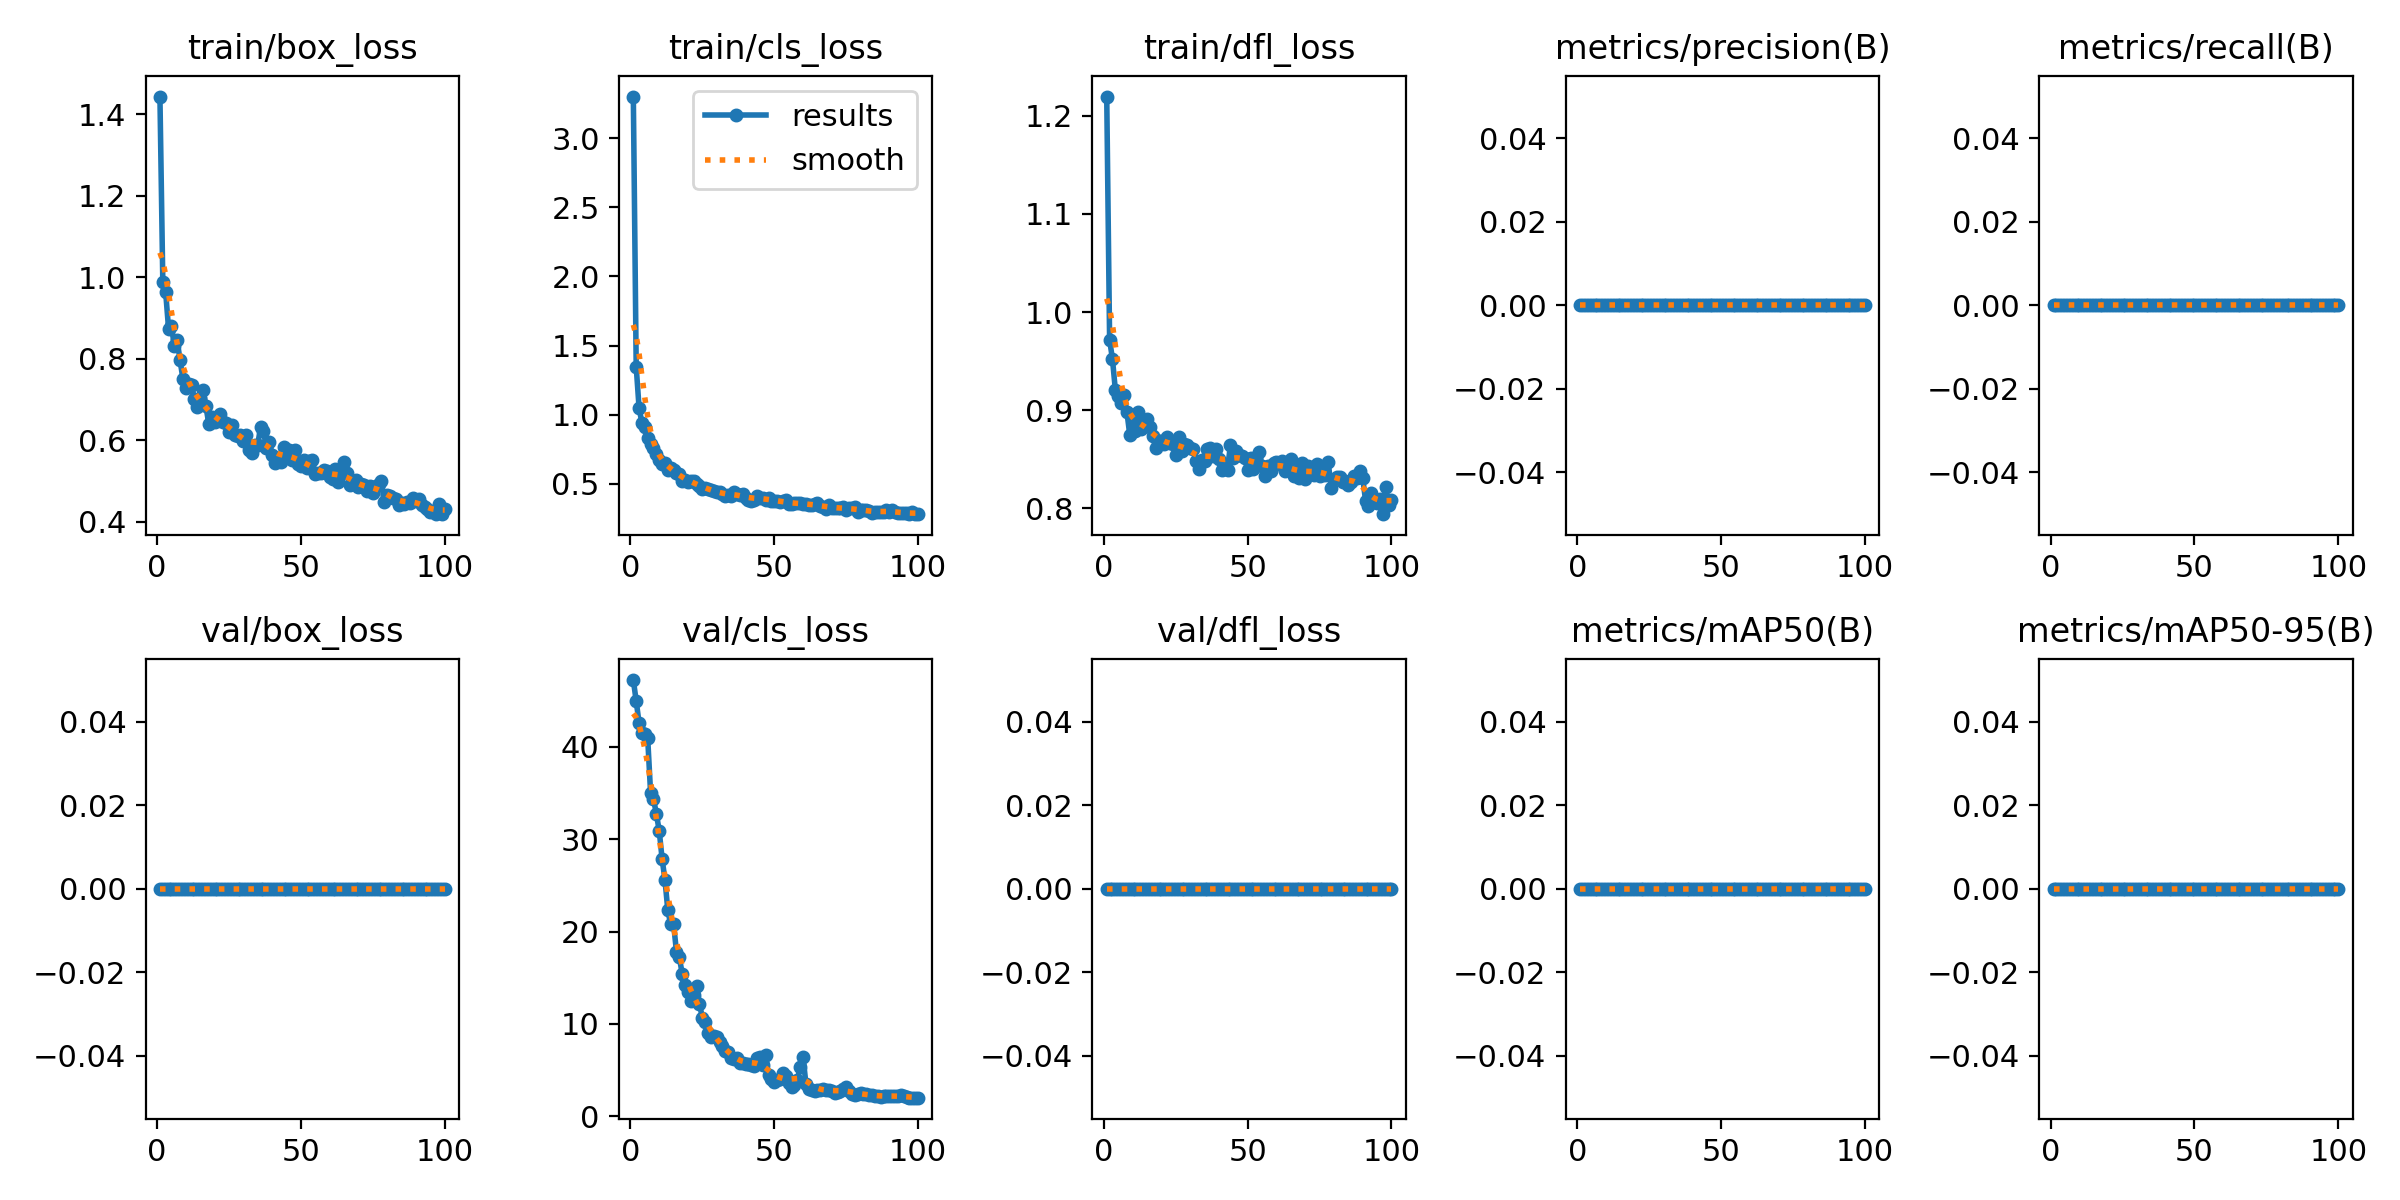 train/box_loss
1.4
1.2
1.0
0.8
0.6
0.4
0 50 100
train/cls_loss
results
smooth
3.0
2.5
2.0
1.5
1.0
0.5
0 50 100
train/dfl_loss
1.2
1.1
1.0
0.9
0.8
0 50 100
metrics/precision(B)
0.04
0.02
0.00
−0.02
−0.04
0 50 100
metrics/recall(B)
0.04
0.02
0.00
−0.02
−0.04
0 50 100
val/box_loss
0.04
0.02
0.00
−0.02
−0.04
0 50 100
val/cls_loss
40
30
20
10
0
0 50 100
val/dfl_loss
0.04
0.02
0.00
−0.02
−0.04
0 50 100
metrics/mAP50(B)
0.04
0.02
0.00
−0.02
−0.04
0 50 100
metrics/mAP50-95(B)
0.04
0.02
0.00
−0.02
−0.04
0 50 100